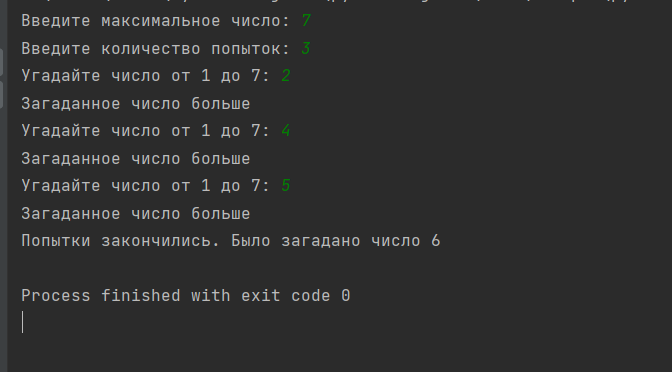 Введите максимальное число: 7
Введите количество попыток: 3
Угадайте число от 1 до 7: 2
Загаданное число больше
Угадайте число от 1 до 7: 4
Загаданное число больше
Угадайте число от 1 до 7: 5
Загаданное число больше
Попытки закончились. Было загадано число 6
Process finished with exit code 0